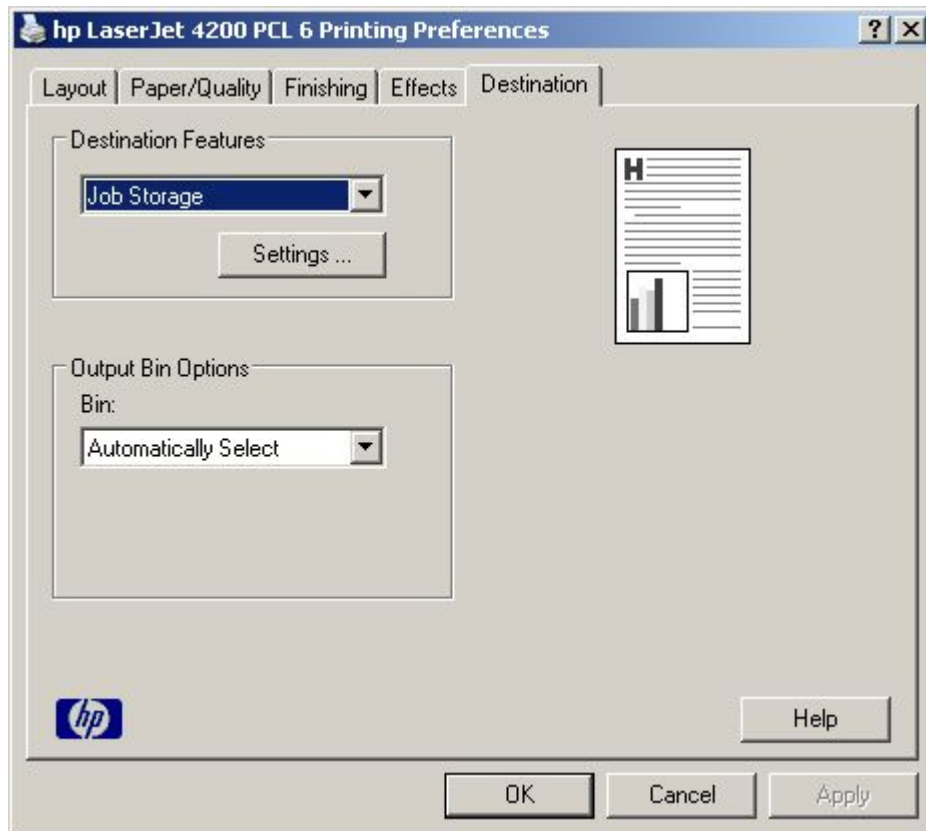 hp LaserJet 4200 PCL 6 Printing Preferences
Layout Paper/Quality Finishing Effects Destination
Destination Features
Job Storage
Settings ...
H
Output Bin Options
Bin:
Automatically Select
hp
Help
OK Cancel Apply